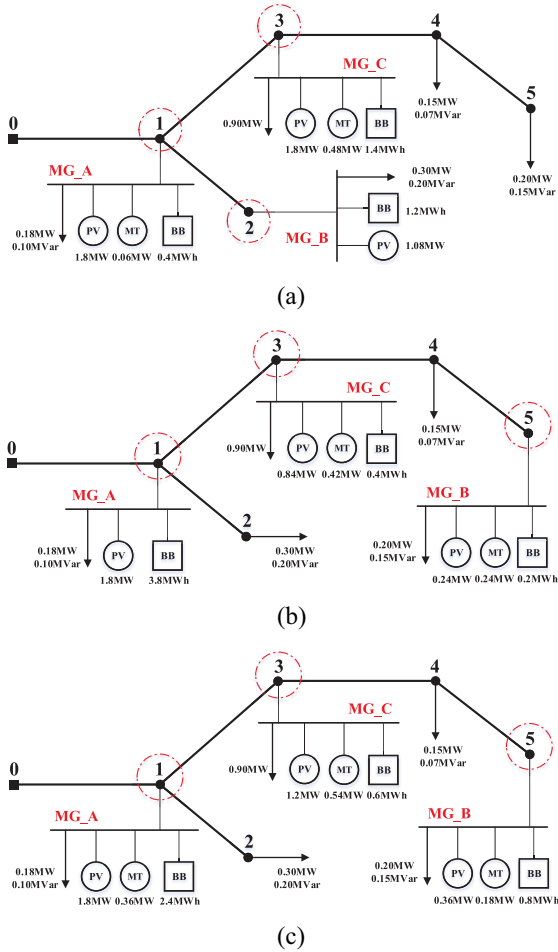 3
4
MG_C
5
0.90MW
PV
MT
BB
0.15MW
0.07MVar
1.8MW 0.48MW 1.4MWh
0
1
0.20MW
0.15MVar
MG_A
0.30MW
0.20MVar
2
BB
1.2MWh
0.18MW
0.10MVar
PV
MT
BB
MG_B
PV
1.08MW
1.8MW 0.06MW 0.4MWh
(a)
3
4
MG_C
5
0.90MW
PV
MT
BB
0.15MW
0.07MVar
0.84MW 0.42MW 0.4MWh
0
1
MG_A
2
MG_B
0.18MW
0.10MVar
PV
BB
0.30MW
0.20MVar
0.20MW
0.15MVar
PV
MT
BB
1.8MW 3.8MWh
0.24MW 0.24MW 0.2MWh
(b)
3
4
MG_C
5
0.90MW
PV
MT
BB
0.15MW
0.07MVar
1.2MW 0.54MW 0.6MWh
0
1
MG_A
2
MG_B
0.18MW
0.10MVar
PV
MT
BB
0.30MW
0.20MVar
0.20MW
0.15MVar
PV
MT
BB
1.8MW 0.36MW 2.4MWh
0.36MW 0.18MW 0.8MWh
(c)